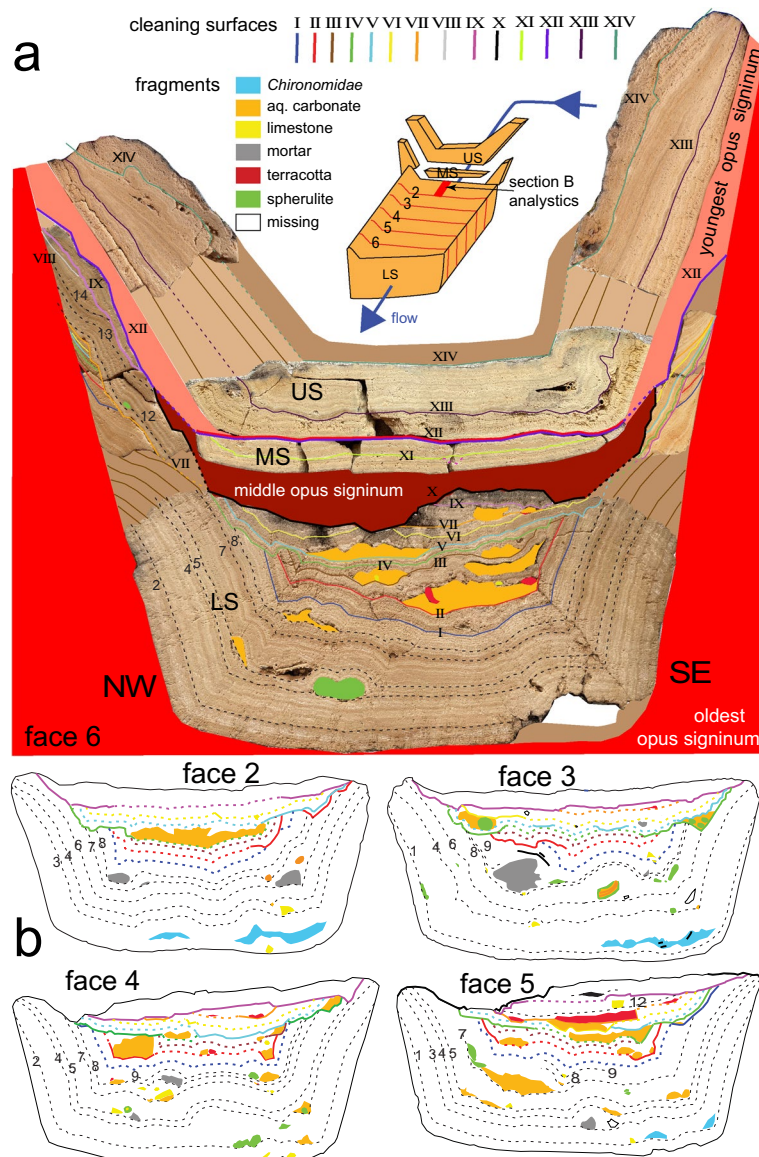 cleaning surfaces I II III IV V VI VII VIII IX X XI XII XIII XIV
a
fragments
Chironomidae
aq. carbonate
limestone
mortar
terracotta
spherulite
missing
US
MS
2
3
4
5
6
LS
section B
analystics
flow
XIV
XIV
XIII
youngest opus signinum
VIII
IX
14
13
XII
XII
12
VII
XIV
US
XIII
XII
MS
XI
middle opus signinum
X
IX
VII
VI
V
IV
III
II
I
8
7
5
4
2
LS
NW
SE
face 6
oldest
opus signinum
face 2
3
4
6
7
8
face 3
1
4
6
8
9
b
face 4
2
4
5
7
8
9
face 5
12
7
1
3
4
5
8
9